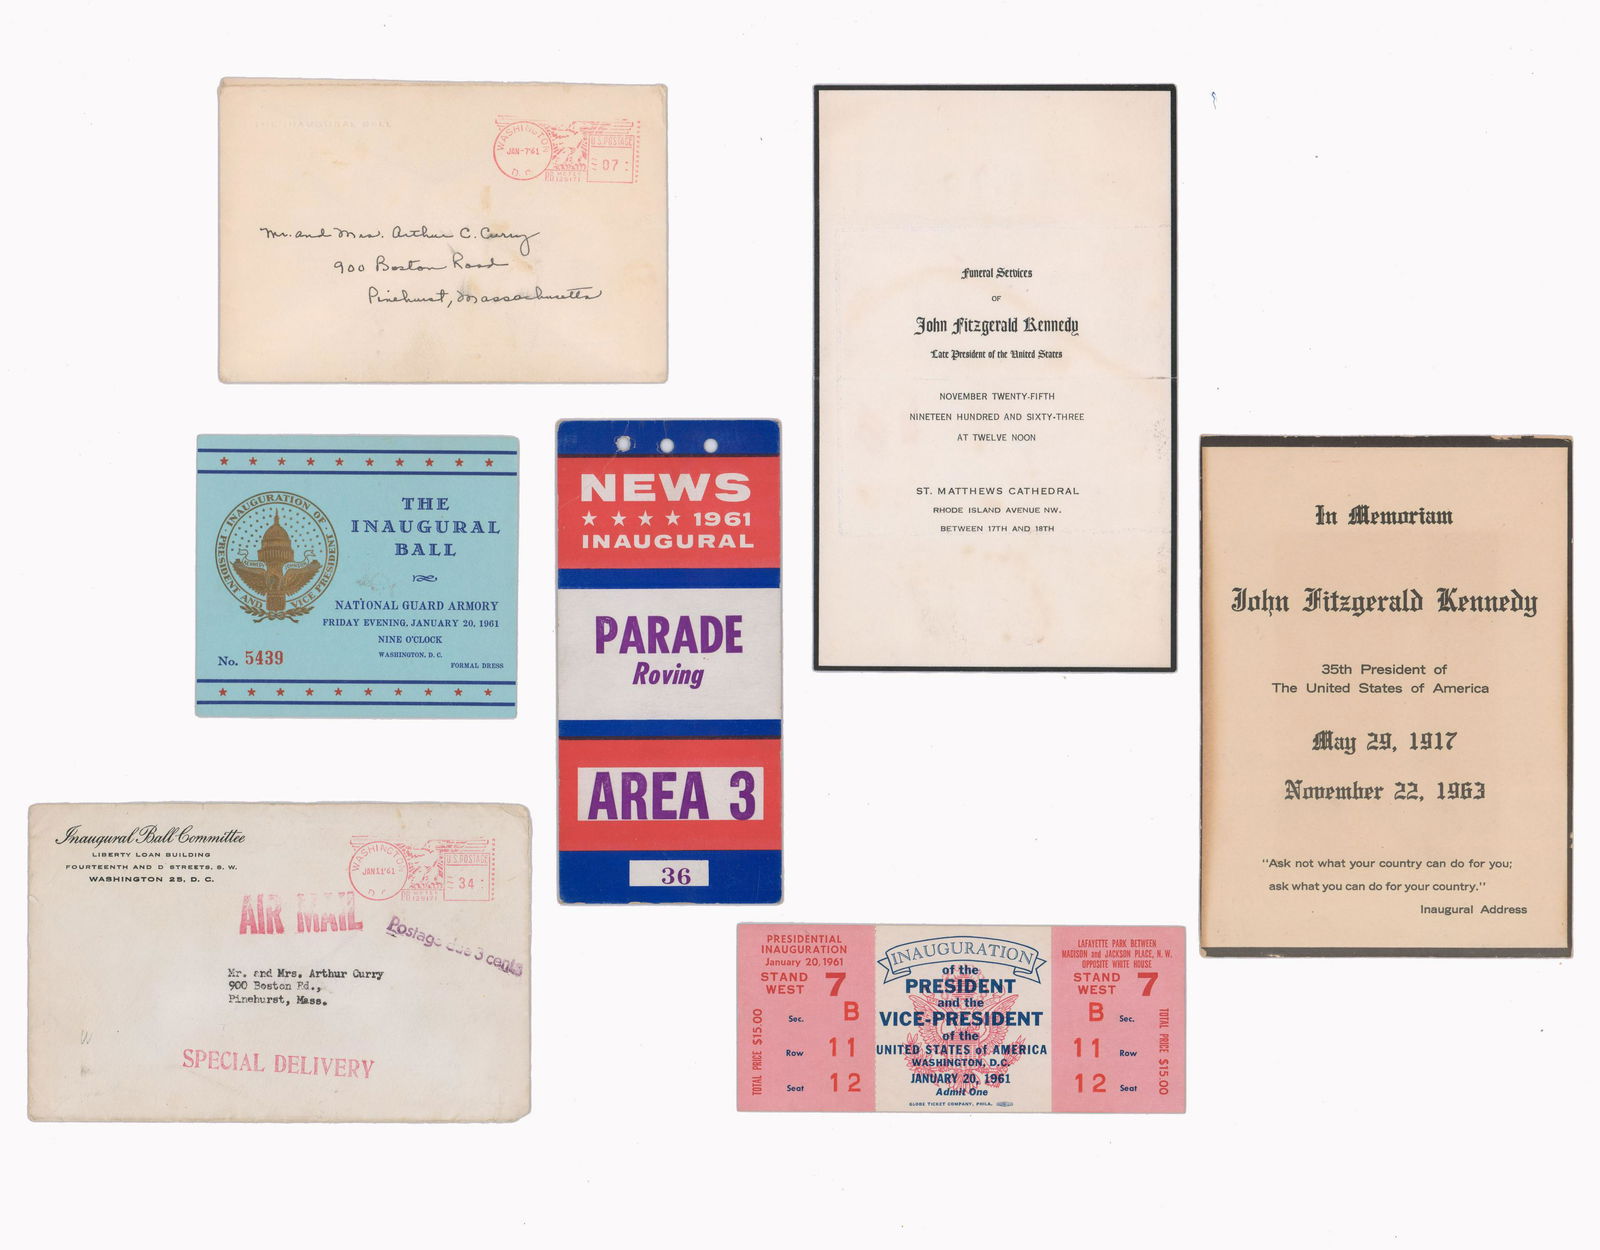 THE INAUGURAL BALL
WASHINGTON
JAN-7'61
D.C.
U.S. POSTAGE
07
Mr. and Mrs. Arthur C. Curry
900 Boston Road
Pinehurst, Massachusetts
INAUGURATION OF
PRESIDENT AND VICE PRESIDENT
KENNEDY JOHNSON
THE
INAUGURAL
BALL
NATIONAL GUARD ARMORY
FRIDAY EVENING, JANUARY 20, 1961
NINE O'CLOCK
WASHINGTON, D. C.
FORMAL DRESS
No. 5439
NEWS
1961
INAUGURAL
PARADE
Roving
AREA 3
36
Funeral Services
OF
John Fitzgerald Kennedy
Late President of the United States
NOVEMBER TWENTY-FIFTH
NINETEEN HUNDRED AND SIXTY-THREE
AT TWELVE NOON
ST. MATTHEWS CATHEDRAL
RHODE ISLAND AVENUE NW.
BETWEEN 17TH AND 18TH
In Memoriam
John Fitzgerald Kennedy
35th President of
The United States of America
May 29, 1917
November 22, 1963
"Ask not what your country can do for you;
ask what you can do for your country."
Inaugural Address
Inaugural Ball Committee
LIBERTY LOAN BUILDING
FOURTEENTH AND D STREETS, S. W.
WASHINGTON 25, D. C.
WASHINGTON
JAN11'61
D.C.
U.S. POSTAGE
34
AIR MAIL
Postage due 3 cents
Mr. and Mrs. Arthur Curry
900 Boston Rd.,
Pinehurst, Mass.
SPECIAL DELIVERY
PRESIDENTIAL
INAUGURATION
January 20, 1961
STAND
WEST 7
Sec. B
Row 11
Seat 12
TOTAL PRICE $15.00
INAUGURATION
of the
PRESIDENT
and the
VICE-PRESIDENT
of the
UNITED STATES of AMERICA
WASHINGTON, D.C.
JANUARY 20, 1961
Admit One
GLOBE TICKET COMPANY, PHILA.
LAFAYETTE PARK BETWEEN
MADISON and JACKSON PLACE, N. W.
OPPOSITE WHITE HOUSE
STAND
WEST 7
B Sec.
11 Row
12 Seat
TOTAL PRICE $15.00